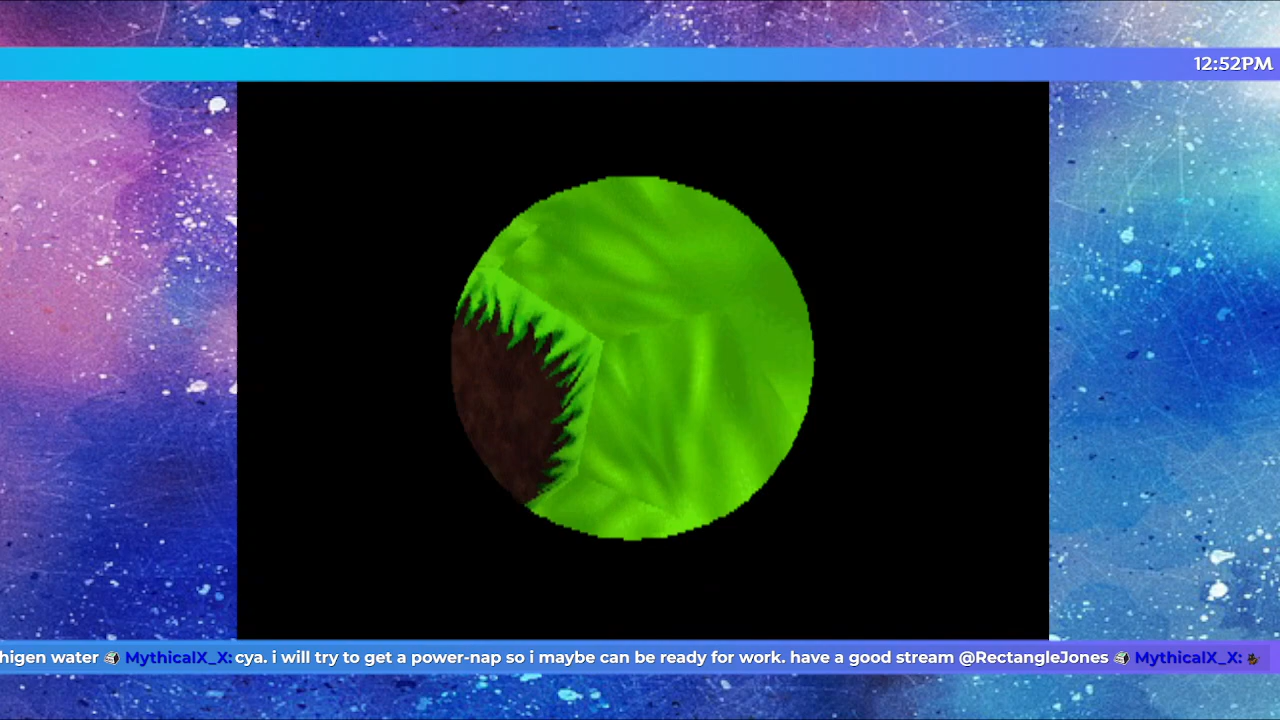 12:52PM
higen water MythicalX_X: cya. i will try to get a power-nap so i maybe can be ready for work. have a good stream @RectangleJones MythicalX_X: